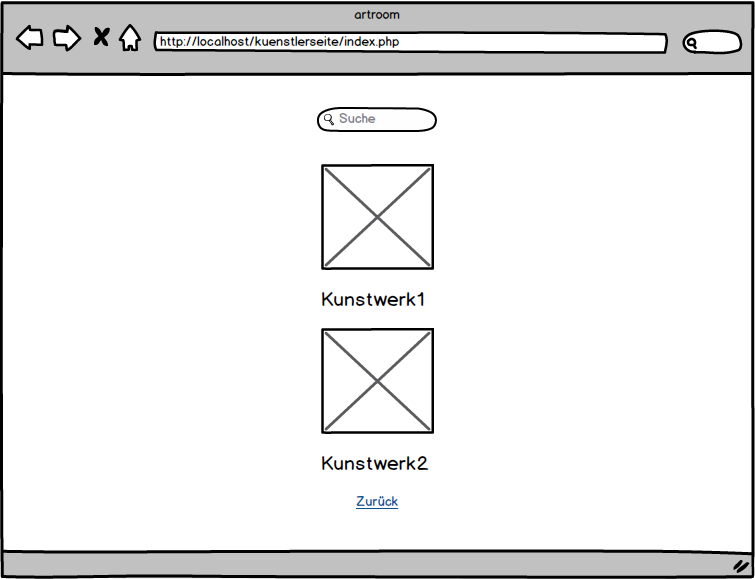 artroom
http://localhost/kuenstlerseite/index.php
Suche
Kunstwerk1
Kunstwerk2
Zurück